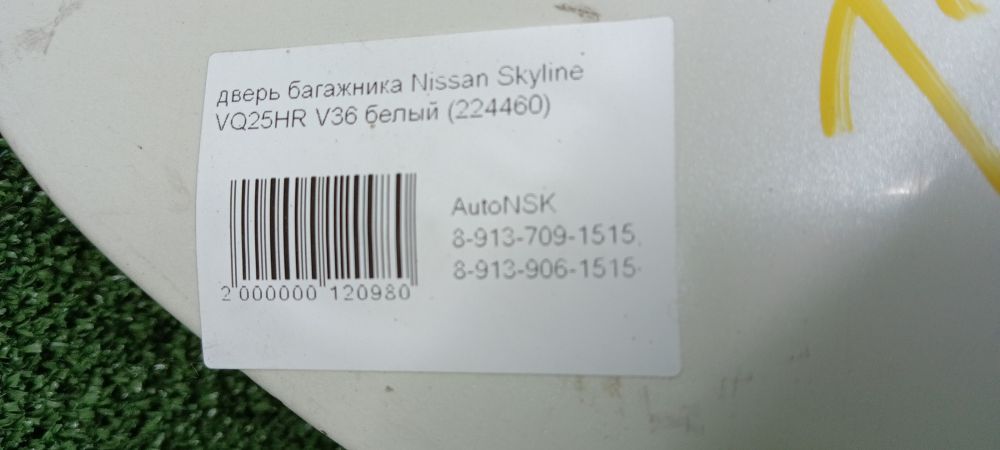 дверь багажника Nissan Skyline
VQ25HR V36 белый (224460)
AutoNSK
8-913-709-1515,
8-913-906-1515
2 000000 120980